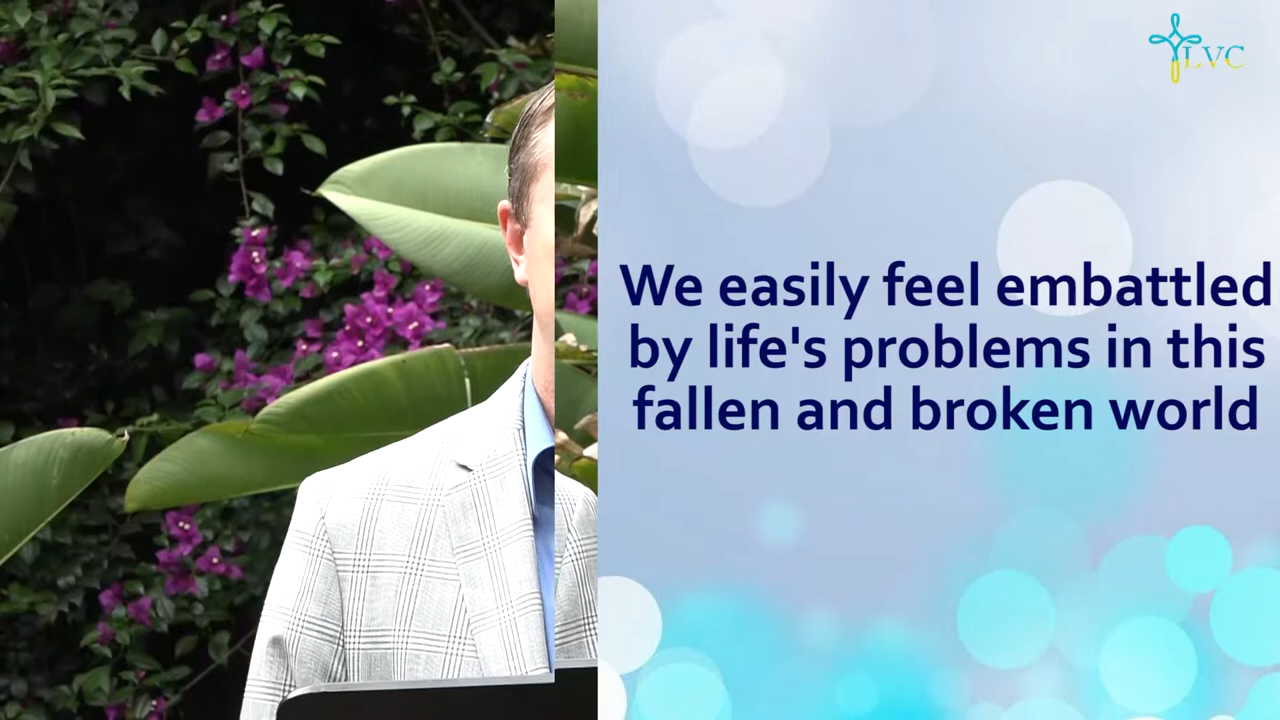 LVC
We easily feel embattled
by life's problems in this
fallen and broken world